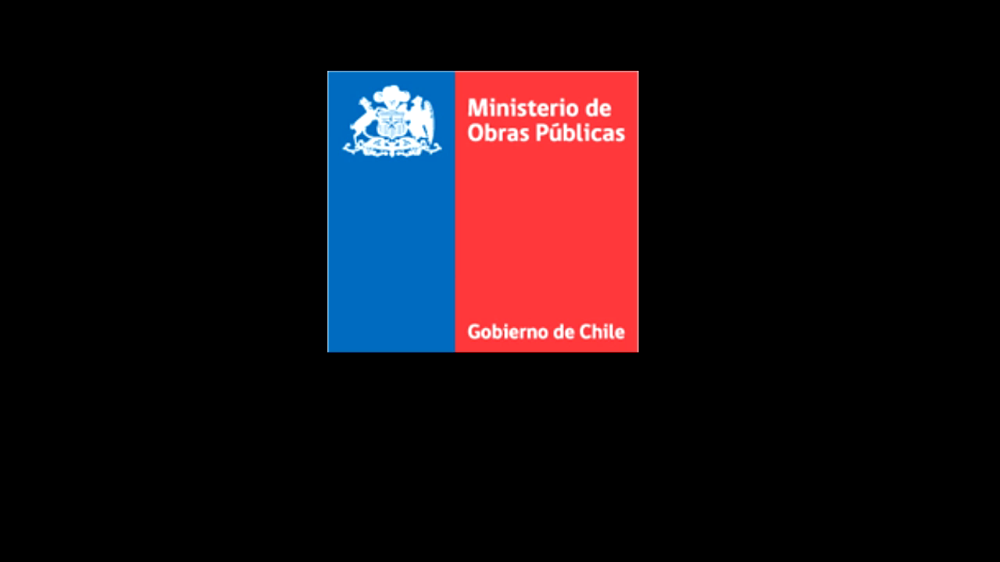 Ministerio de
Obras Públicas
Gobierno de Chile